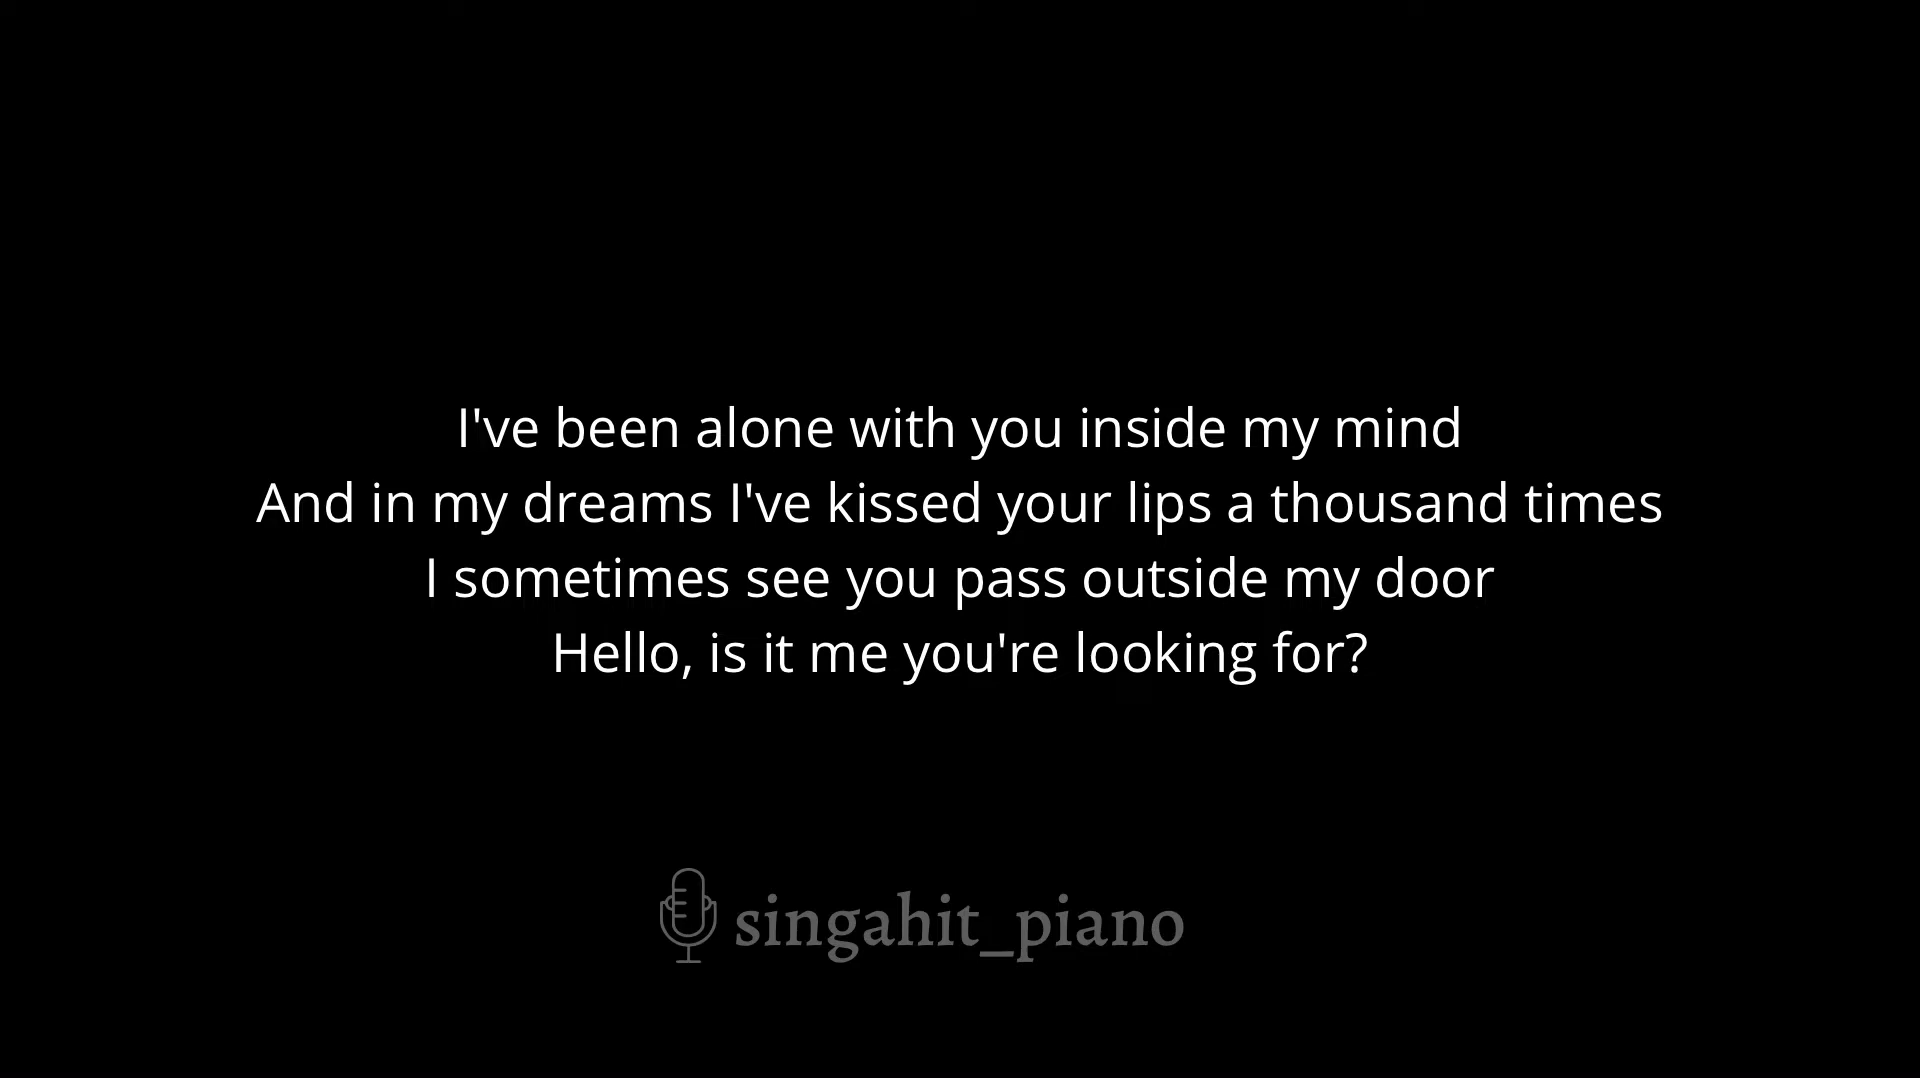 I've been alone with you inside my mind
And in my dreams I've kissed your lips a thousand times
I sometimes see you pass outside my door
Hello, is it me you're looking for?
singahit_piano